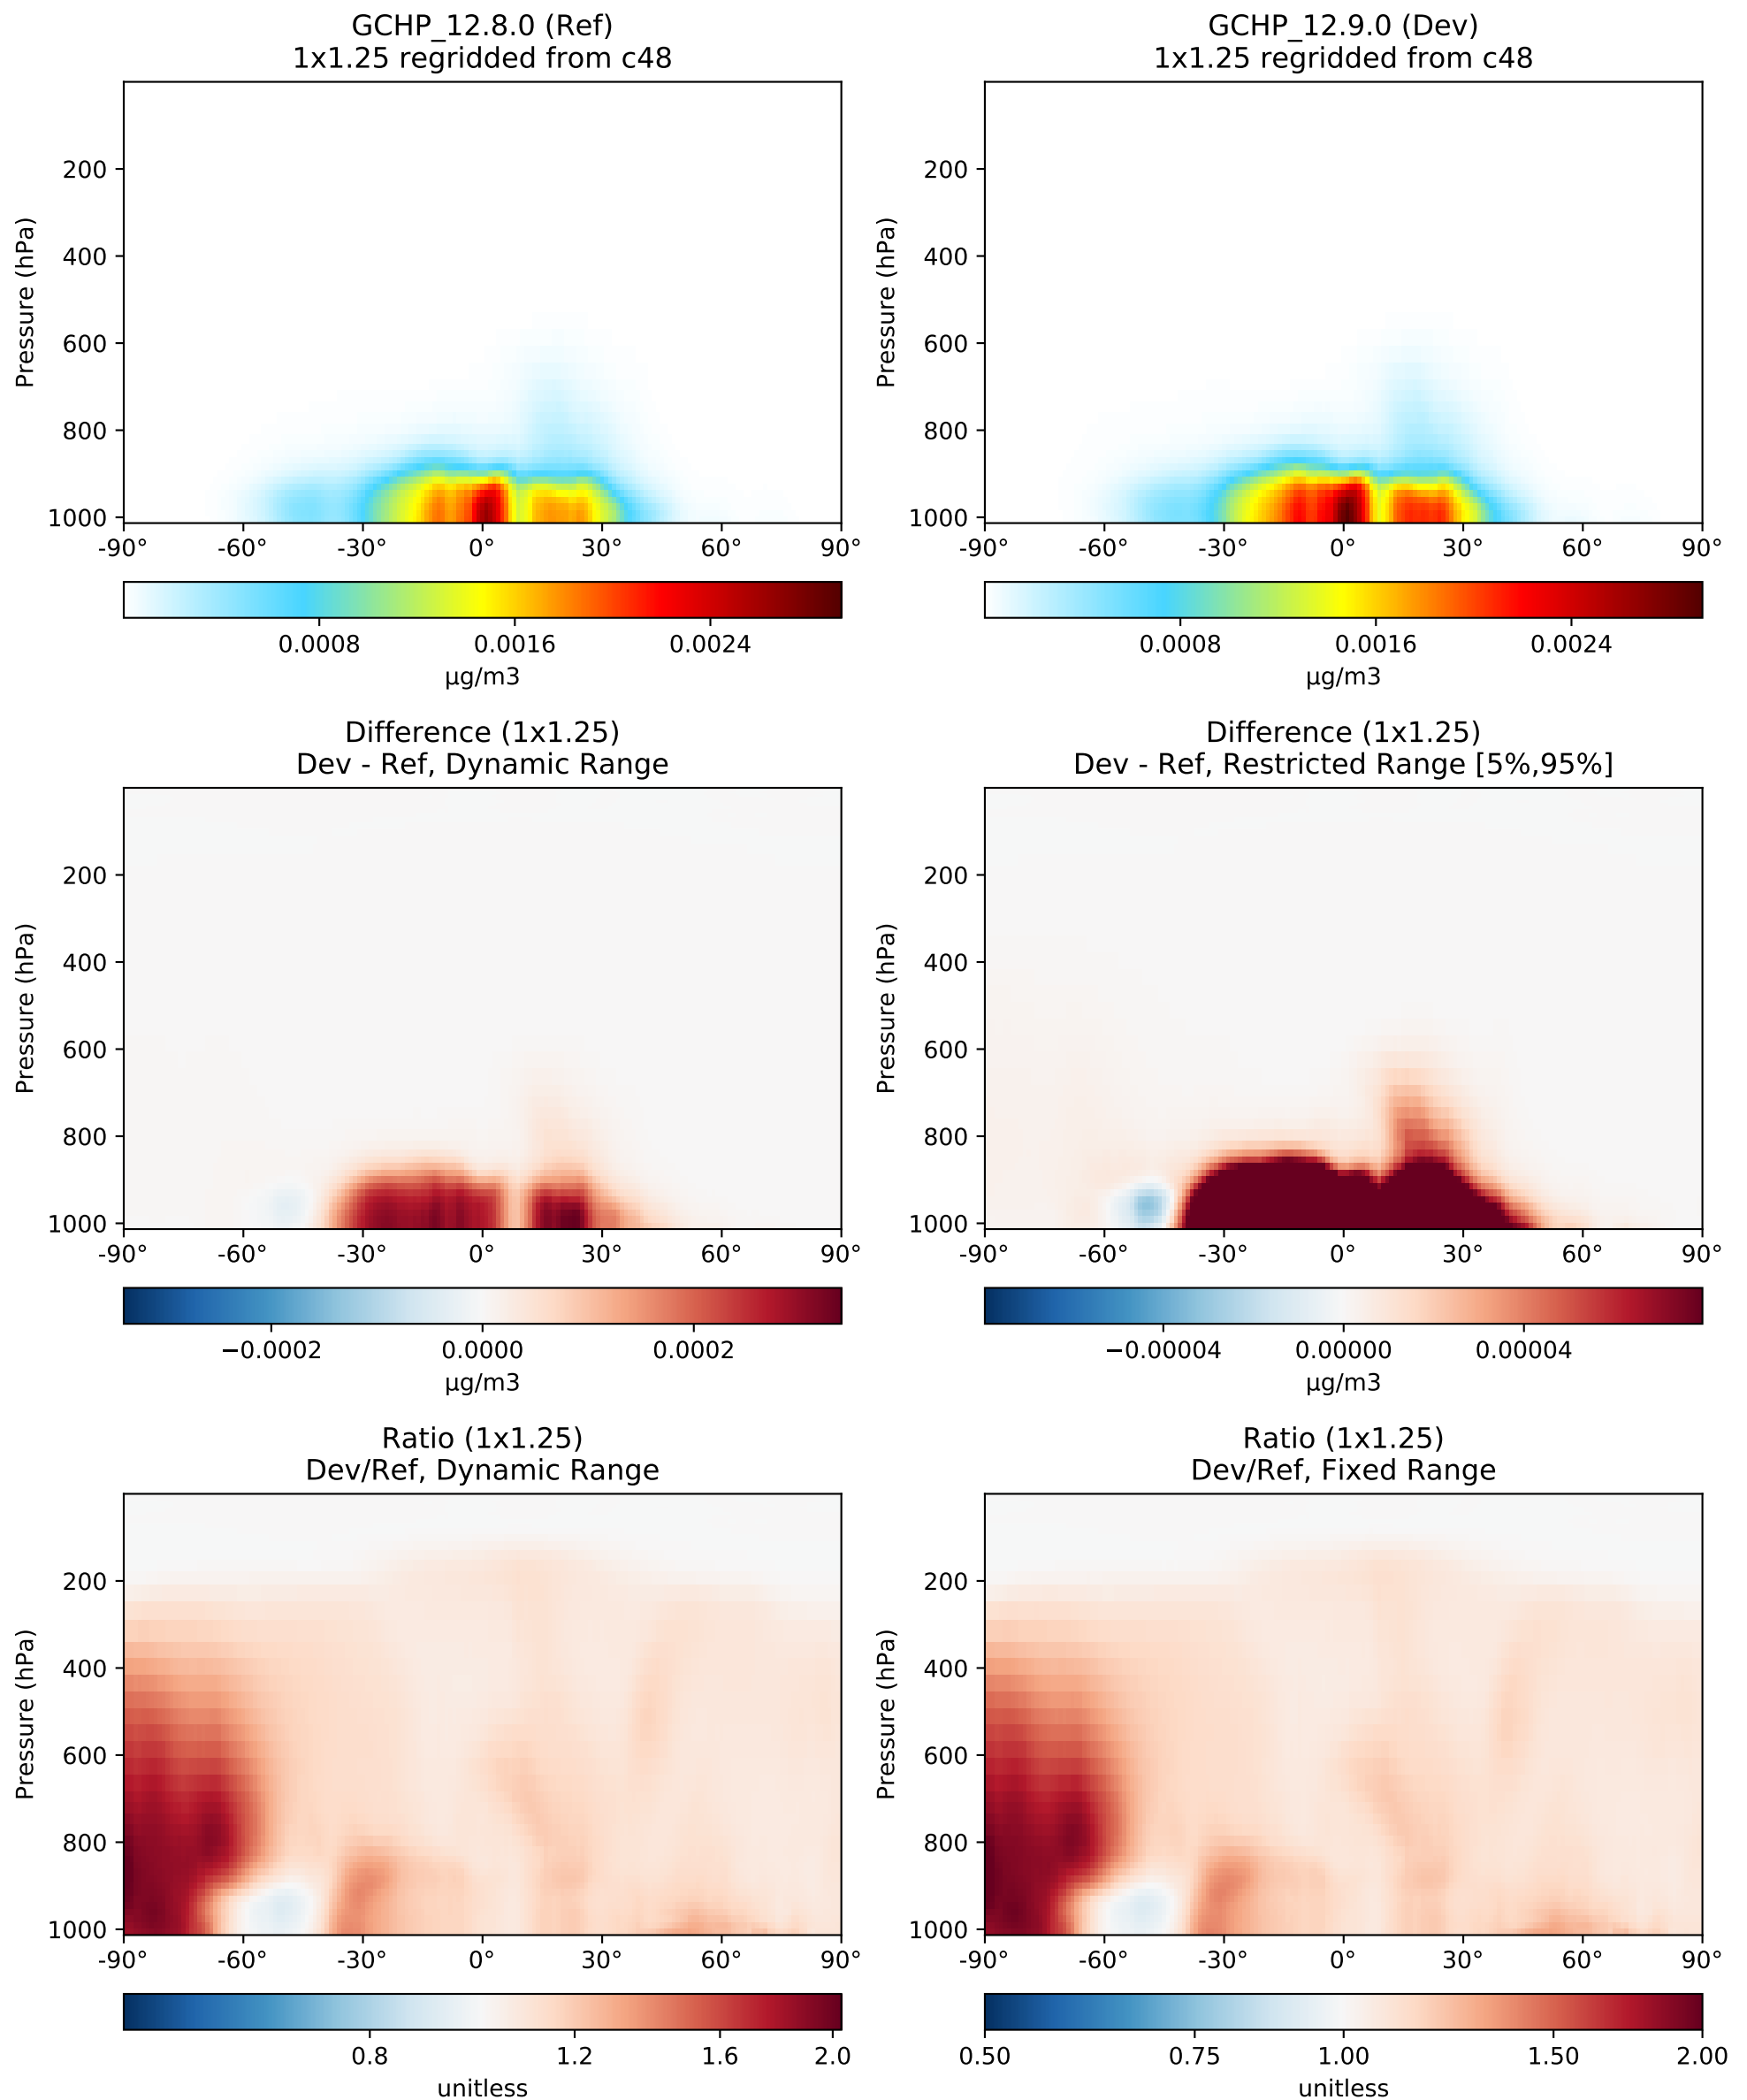 GCHP_12.8.0 (Ref)
1x1.25 regridded from c48
Pressure (hPa)
200
400
600
800
1000
-90° -60° -30° 0° 30° 60° 90°
0.0008 0.0016 0.0024
µg/m3
GCHP_12.9.0 (Dev)
1x1.25 regridded from c48
Pressure (hPa)
200
400
600
800
1000
-90° -60° -30° 0° 30° 60° 90°
0.0008 0.0016 0.0024
µg/m3
Difference (1x1.25)
Dev - Ref, Dynamic Range
Pressure (hPa)
200
400
600
800
1000
-90° -60° -30° 0° 30° 60° 90°
−0.0002 0.0000 0.0002
µg/m3
Difference (1x1.25)
Dev - Ref, Restricted Range [5%,95%]
Pressure (hPa)
200
400
600
800
1000
-90° -60° -30° 0° 30° 60° 90°
−0.00004 0.00000 0.00004
µg/m3
Ratio (1x1.25)
Dev/Ref, Dynamic Range
Pressure (hPa)
200
400
600
800
1000
-90° -60° -30° 0° 30° 60° 90°
0.8 1.2 1.6 2.0
unitless
Ratio (1x1.25)
Dev/Ref, Fixed Range
Pressure (hPa)
200
400
600
800
1000
-90° -60° -30° 0° 30° 60° 90°
0.50 0.75 1.00 1.50 2.00
unitless